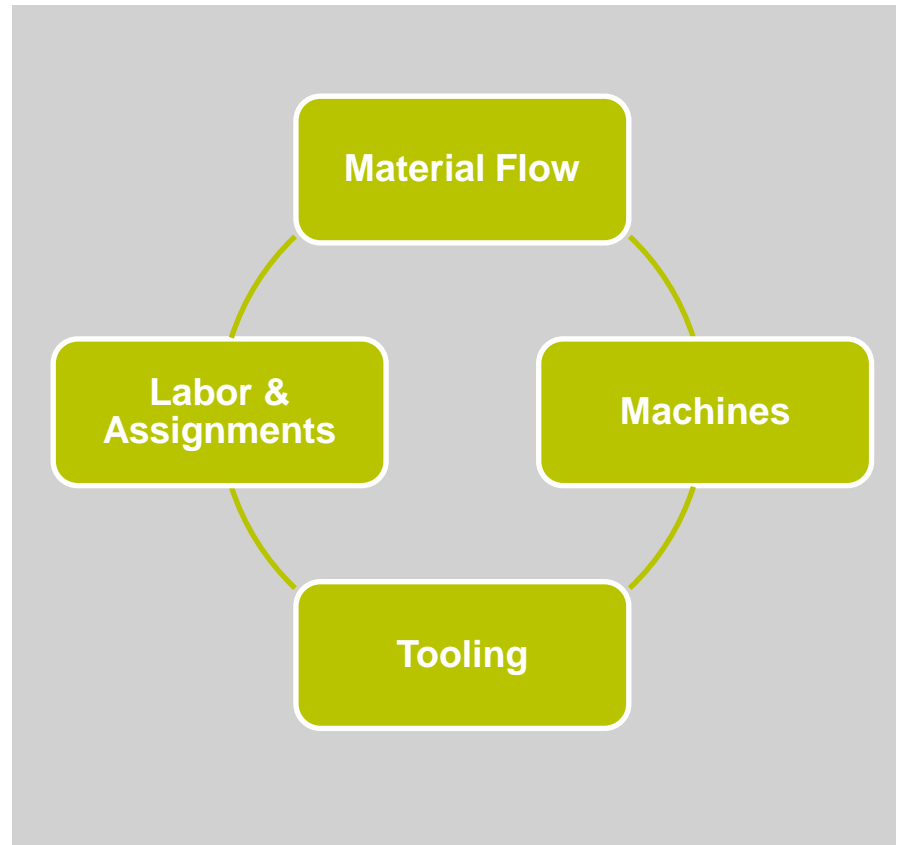 Material Flow
Labor &
Assignments
Machines
Tooling